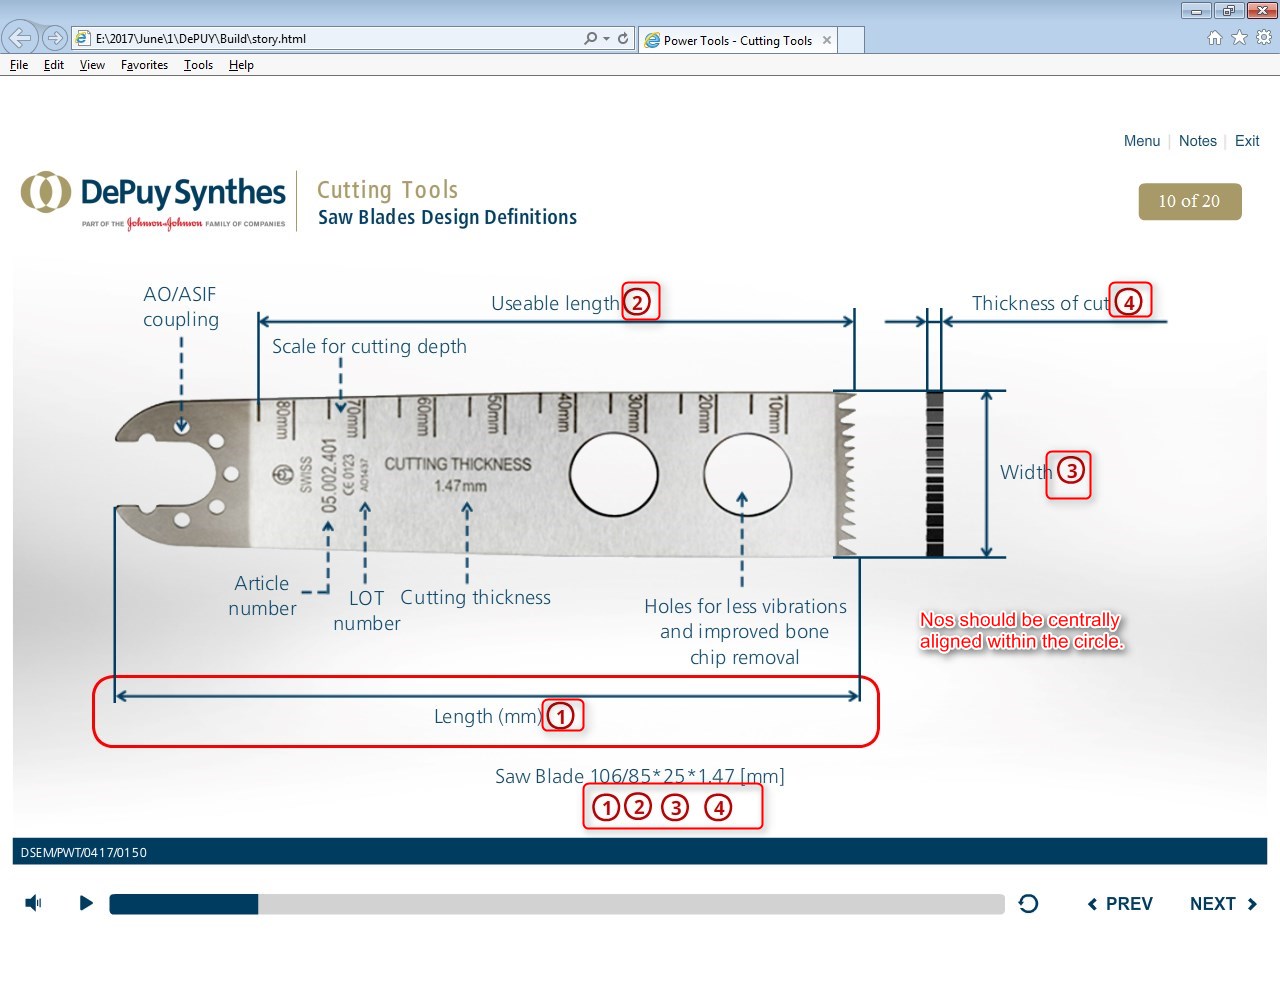 E:\2017\June\1\DePUY\Build\story.html
Power Tools - Cutting Tools
File Edit View Favorites Tools Help
Menu | Notes | Exit
DePuy Synthes
PART OF THE Johnson & Johnson FAMILY OF COMPANIES
Cutting Tools
Saw Blades Design Definitions
10 of 20
AO/ASIF
coupling
Useable length 2
Thickness of cut 4
Scale for cutting depth
80mm 70mm 60mm 50mm 40mm 30mm 20mm 10mm
SWISS
05.002.401
CE 0123
AO1437
CUTTING THICKNESS
1.47mm
Width 3
Article
number
LOT
number
Cutting thickness
Holes for less vibrations
and improved bone
chip removal
Nos should be centrally
aligned within the circle.
Length (mm) 1
Saw Blade 106/85*25*1.47 [mm]
1 2 3 4
DSEM/PWT/0417/0150
PREV NEXT